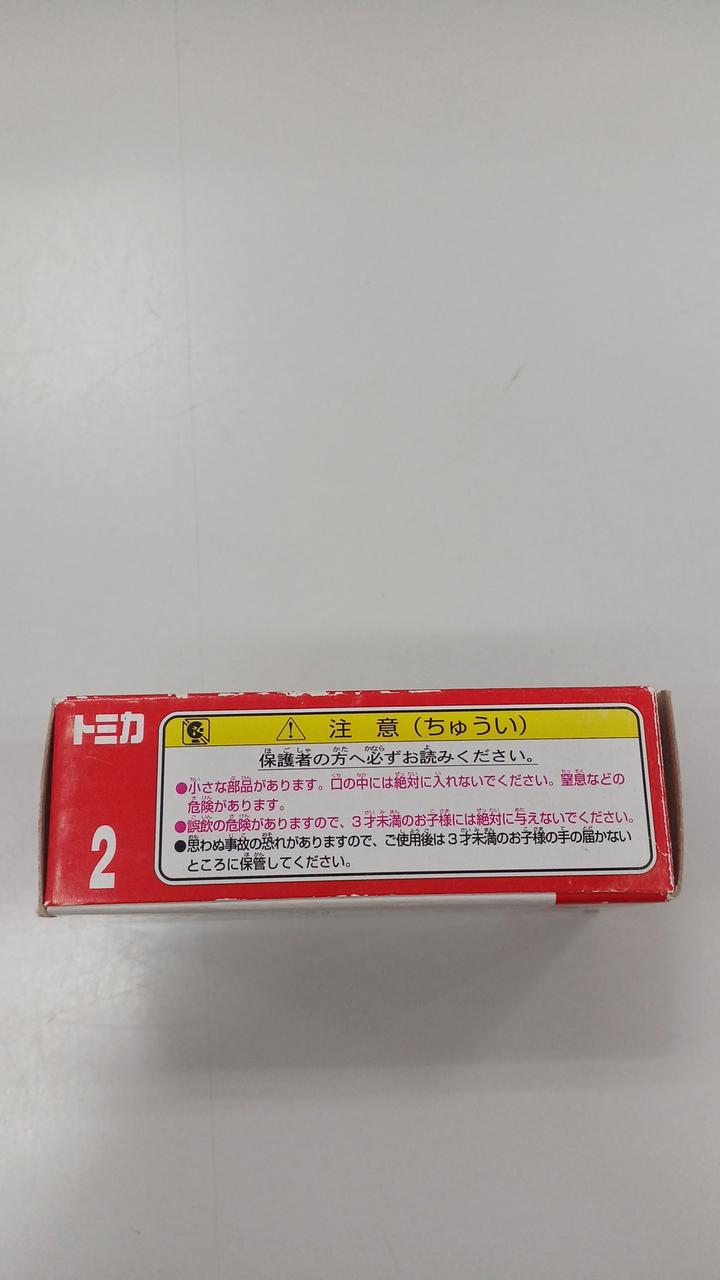 トミカ
2
注意(ちゅうい)
保護者の方へ必ずお読みください。
●小さな部品があります。口の中には絶対に入れないでください。窒息などの
危険があります。
●誤飲の危険がありますので、3才未満のお子様には絶対に与えないでください。
●思わぬ事故の恐れがありますので、ご使用後は3才未満のお子様の手の届かない
ところに保管してください。